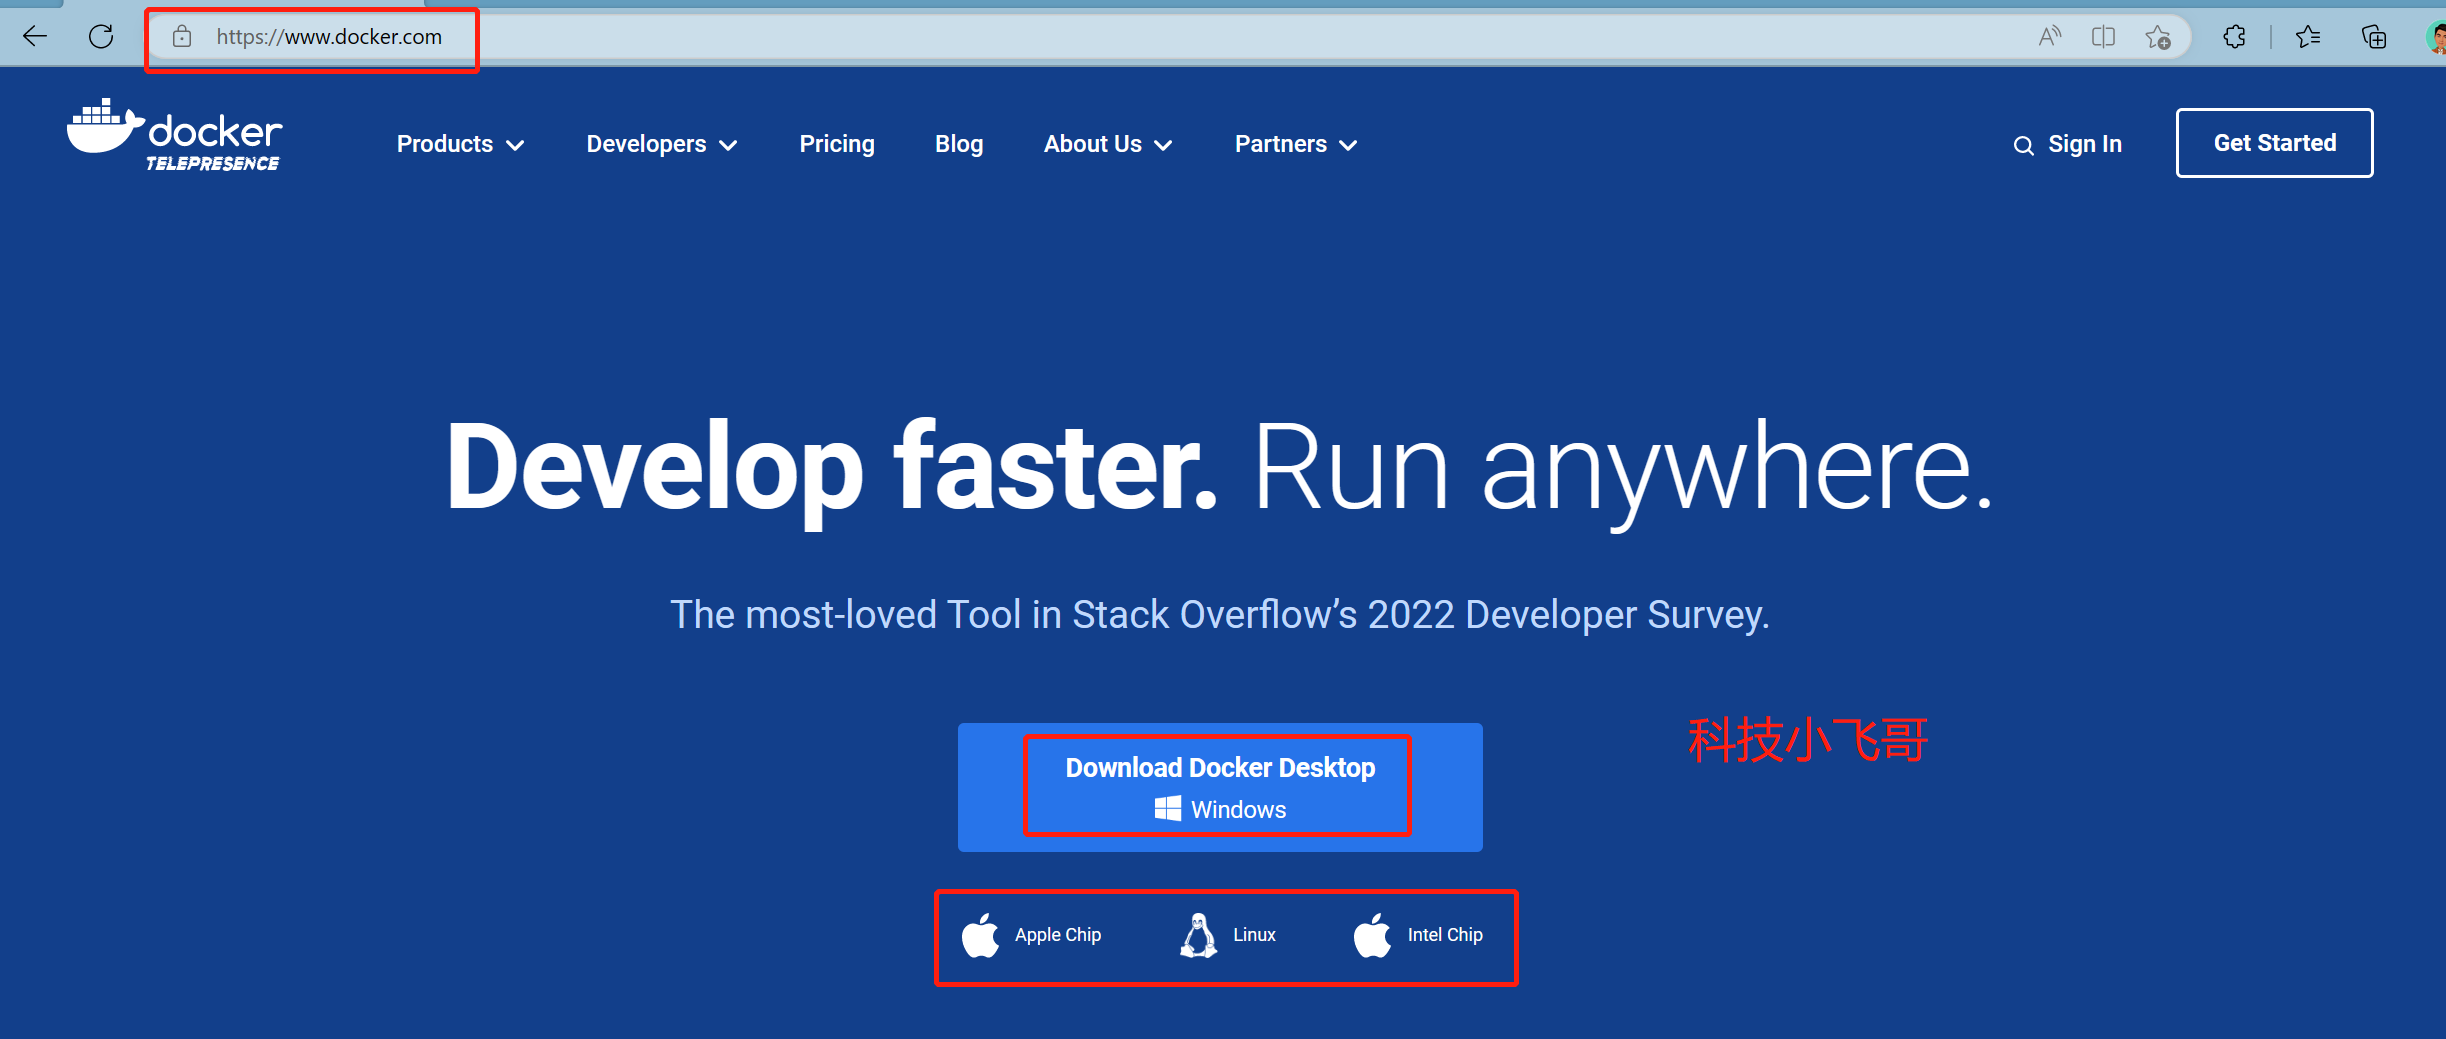 https://www.docker.com
docker
TELEPRESENCE
Products
Developers
Pricing
Blog
About Us
Partners
Sign In
Get Started
Develop faster. Run anywhere.
The most-loved Tool in Stack Overflow’s 2022 Developer Survey.
Download Docker Desktop
Windows
科技小飞哥
Apple Chip
Linux
Intel Chip